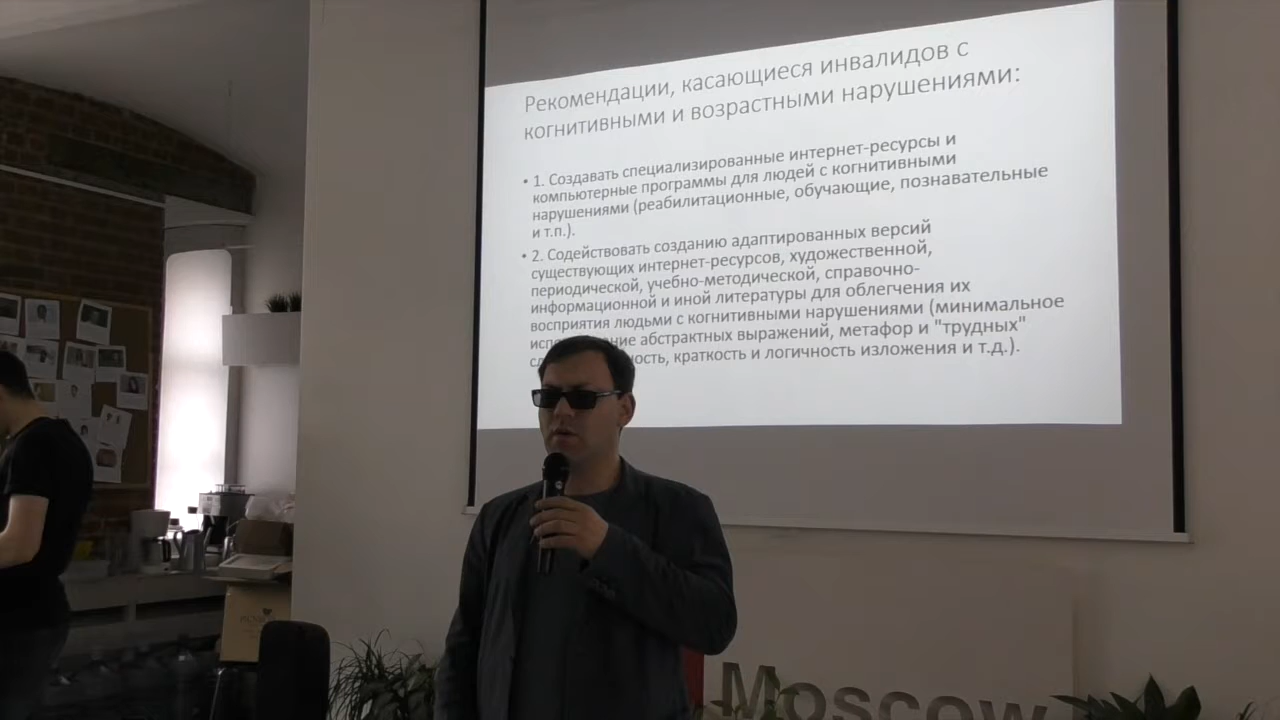 Рекомендации, касающиеся инвалидов с
когнитивными и возрастными нарушениями:
• 1. Создавать специализированные интернет-ресурсы и
компьютерные программы для людей с когнитивными
нарушениями (реабилитационные, обучающие, познавательные
и т.п.).
• 2. Содействовать созданию адаптированных версий
существующих интернет-ресурсов, художественной,
периодической, учебно-методической, справочно-
информационной и иной литературы для облегчения их
восприятия людьми с когнитивными нарушениями (минимальное
абстрактных выражений, метафор и "трудных"
краткость и логичность изложения и т.д.).
Moscow